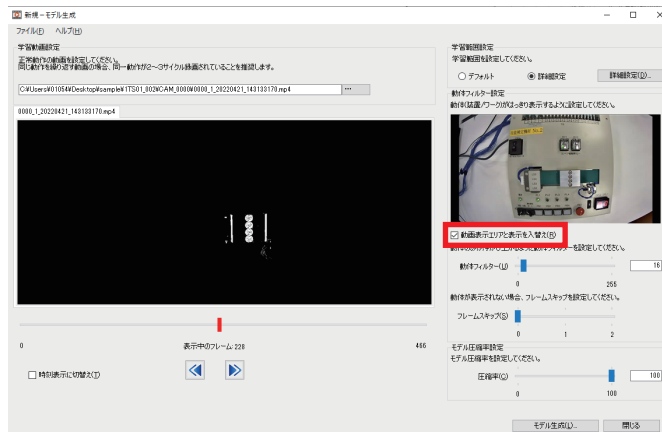 新規 - モデル生成
ファイル(F) ヘルプ(H)
学習動画設定
正常動作の動画を設定してください。
同じ動作を繰り返す動画の場合、同一動作が2～3サイクル録画されていることを推奨します。
C:¥Users¥01054¥Desktop¥sample¥1TS01_002¥CAM_0000¥0000_1_20220421_143133170.mp4 ...
0000_1_20220421_143133170.mp4
0 表示中のフレーム: 228 466
時刻表示に切替え(T)
学習範囲設定
学習範囲を設定してください。
デフォルト 詳細設定 詳細設定(D)...
動体フィルター設定
動体(装置/ワーク)がはっきり表示するように設定してください。
動画表示エリアと表示を入替え(R)
フィルターを設定してください。
動体フィルター(U) 16
0 255
動体が表示されない場合、フレームスキップを設定してください。
フレームスキップ(S)
0 1 2
モデル圧縮率設定
モデル圧縮率を設定してください。
圧縮率(C) 100
0 100
モデル生成(L)... 閉じる